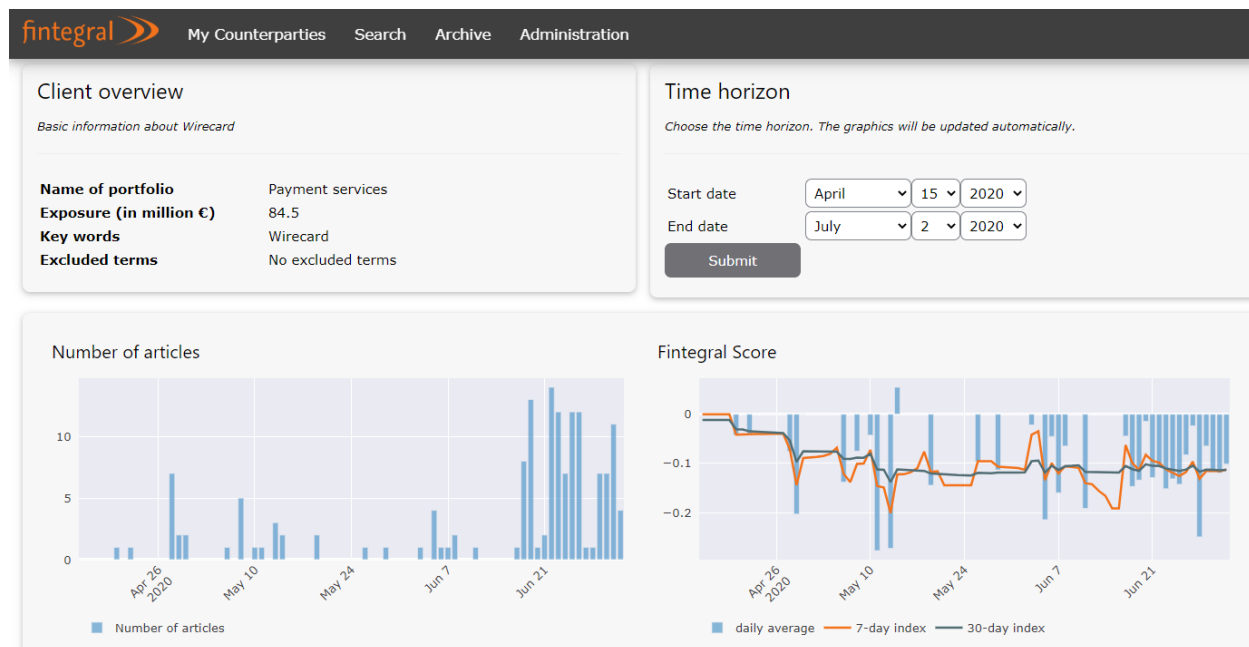 fintegral My Counterparties Search Archive Administration
Client overview
Basic information about Wirecard
Name of portfolio Payment services
Exposure (in million €) 84.5
Key words Wirecard
Excluded terms No excluded terms
Time horizon
Choose the time horizon. The graphics will be updated automatically.
Start date April 15 2020
End date July 2 2020
Submit
Number of articles
10
5
0
Apr 26
2020
May 10
May 24
Jun 7
Jun 21
Number of articles
Fintegral Score
0
−0.1
−0.2
Apr 26
2020
May 10
May 24
Jun 7
Jun 21
daily average 7-day index 30-day index